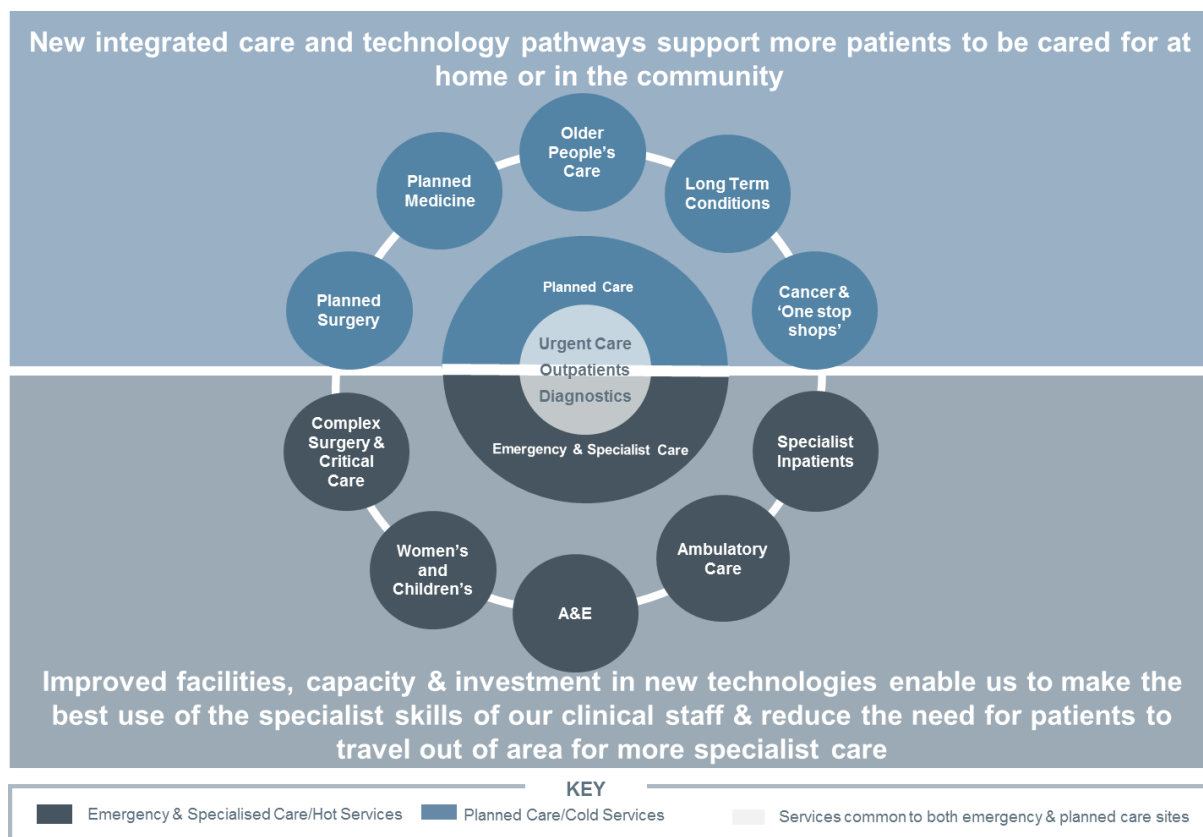 New integrated care and technology pathways support more patients to be cared for at
home or in the community
Older
People’s
Care
Planned
Medicine
Long Term
Conditions
Planned
Surgery
Cancer &
‘One stop
shops’
Planned Care
Urgent Care
Outpatients
Diagnostics
Emergency & Specialist Care
Complex
Surgery &
Critical
Care
Specialist
Inpatients
Women’s
and
Children’s
Ambulatory
Care
A&E
Improved facilities, capacity & investment in new technologies enable us to make the
best use of the specialist skills of our clinical staff & reduce the need for patients to
travel out of area for more specialist care
KEY
Emergency & Specialised Care/Hot Services
Planned Care/Cold Services
Services common to both emergency & planned care sites